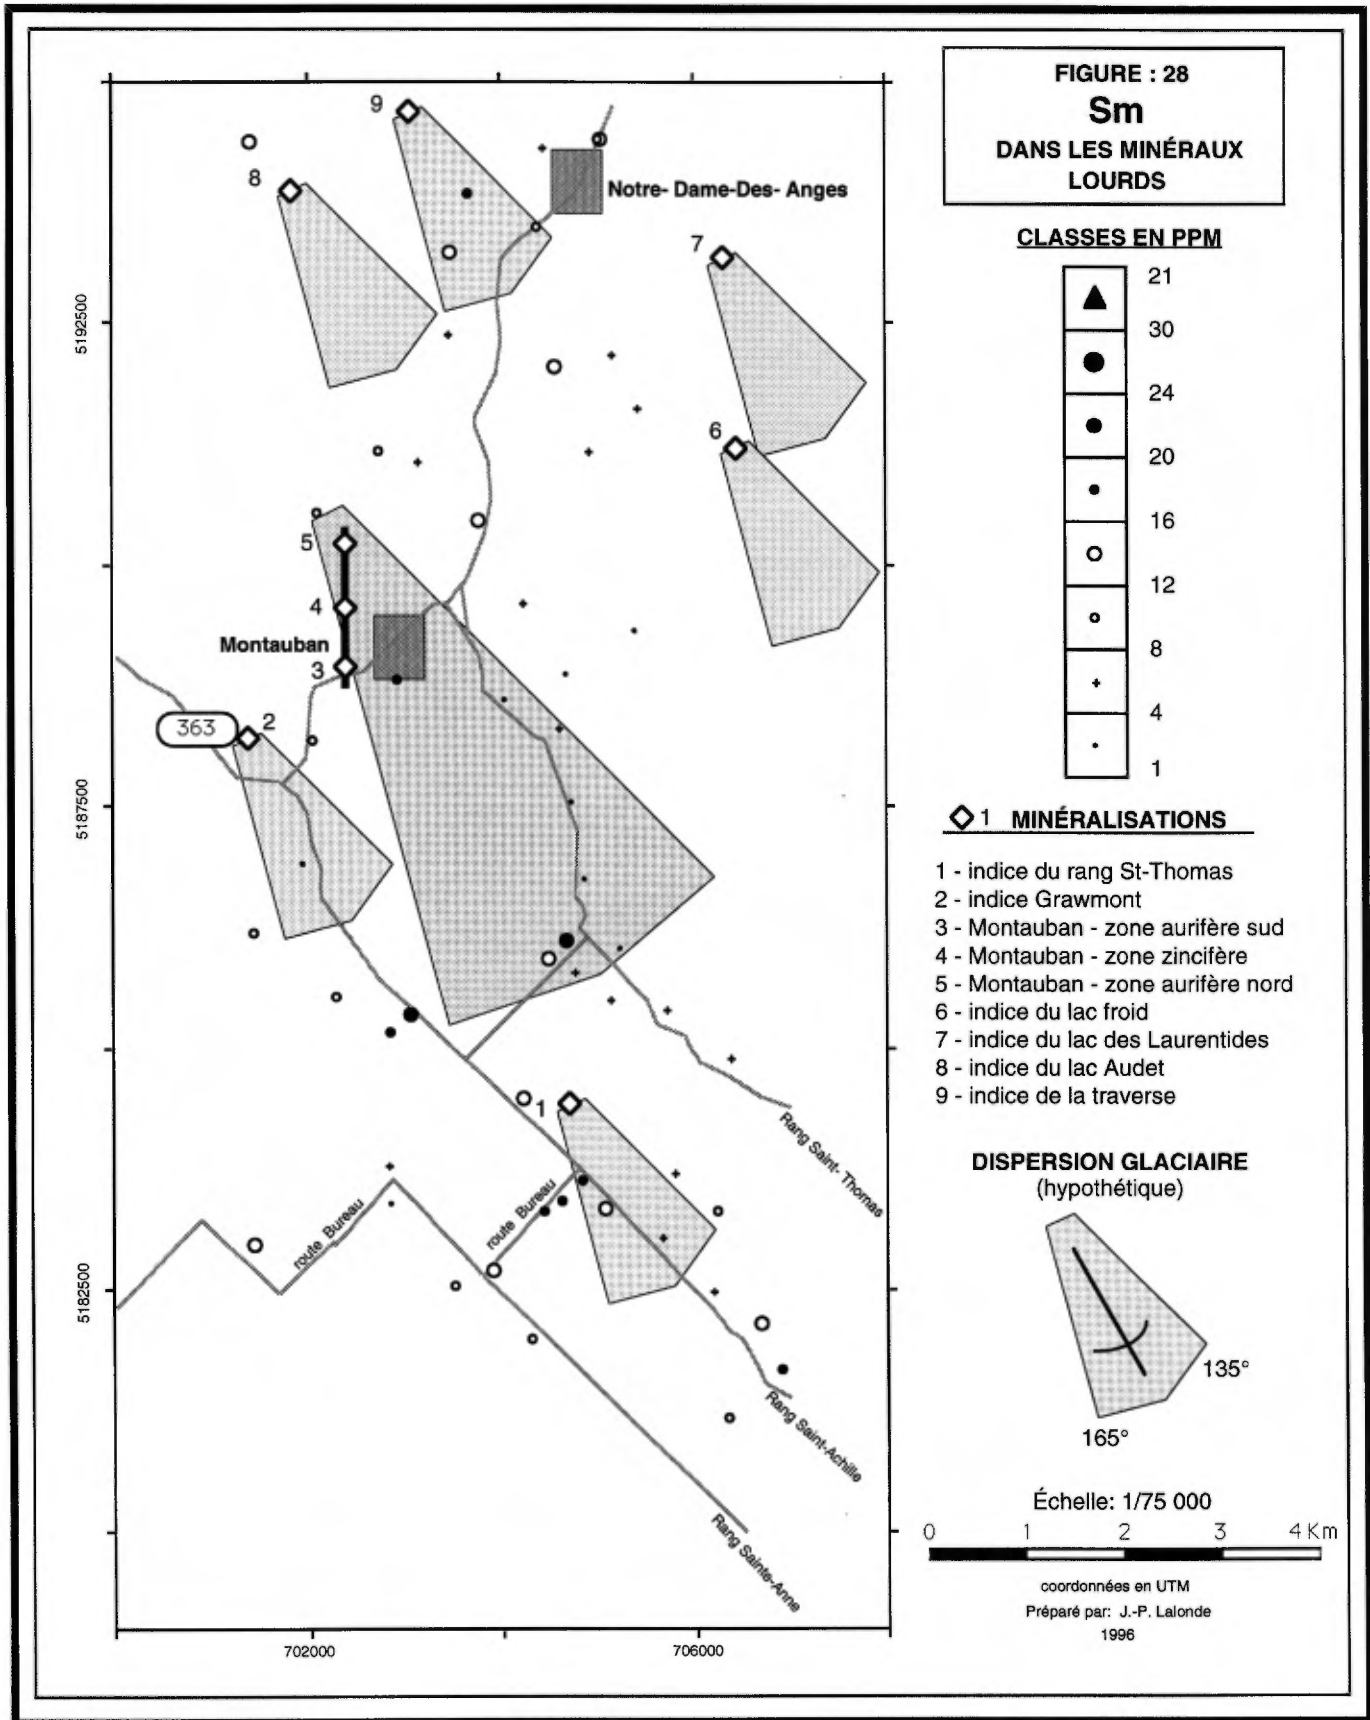 FIGURE : 28
Sm
DANS LES MINÉRAUX
LOURDS
CLASSES EN PPM
21
30
24
20
16
12
8
4
1
1 MINÉRALISATIONS
1 - indice du rang St-Thomas
2 - indice Grawmont
3 - Montauban - zone aurifère sud
4 - Montauban - zone zincifère
5 - Montauban - zone aurifère nord
6 - indice du lac froid
7 - indice du lac des Laurentides
8 - indice du lac Audet
9 - indice de la traverse
DISPERSION GLACIAIRE
(hypothétique)
135°
165°
Échelle: 1/75 000
0 1 2 3 4 Km
coordonnées en UTM
Préparé par: J.-P. Lalonde
1996
9
8
Notre- Dame-Des- Anges
7
5192500
6
5
4
Montauban
3
363
2
5187500
1
Rang Saint- Thomas
route Bureau
route Bureau
5182500
Rang Saint-Achille
Rang Sainte-Anne
702000
706000